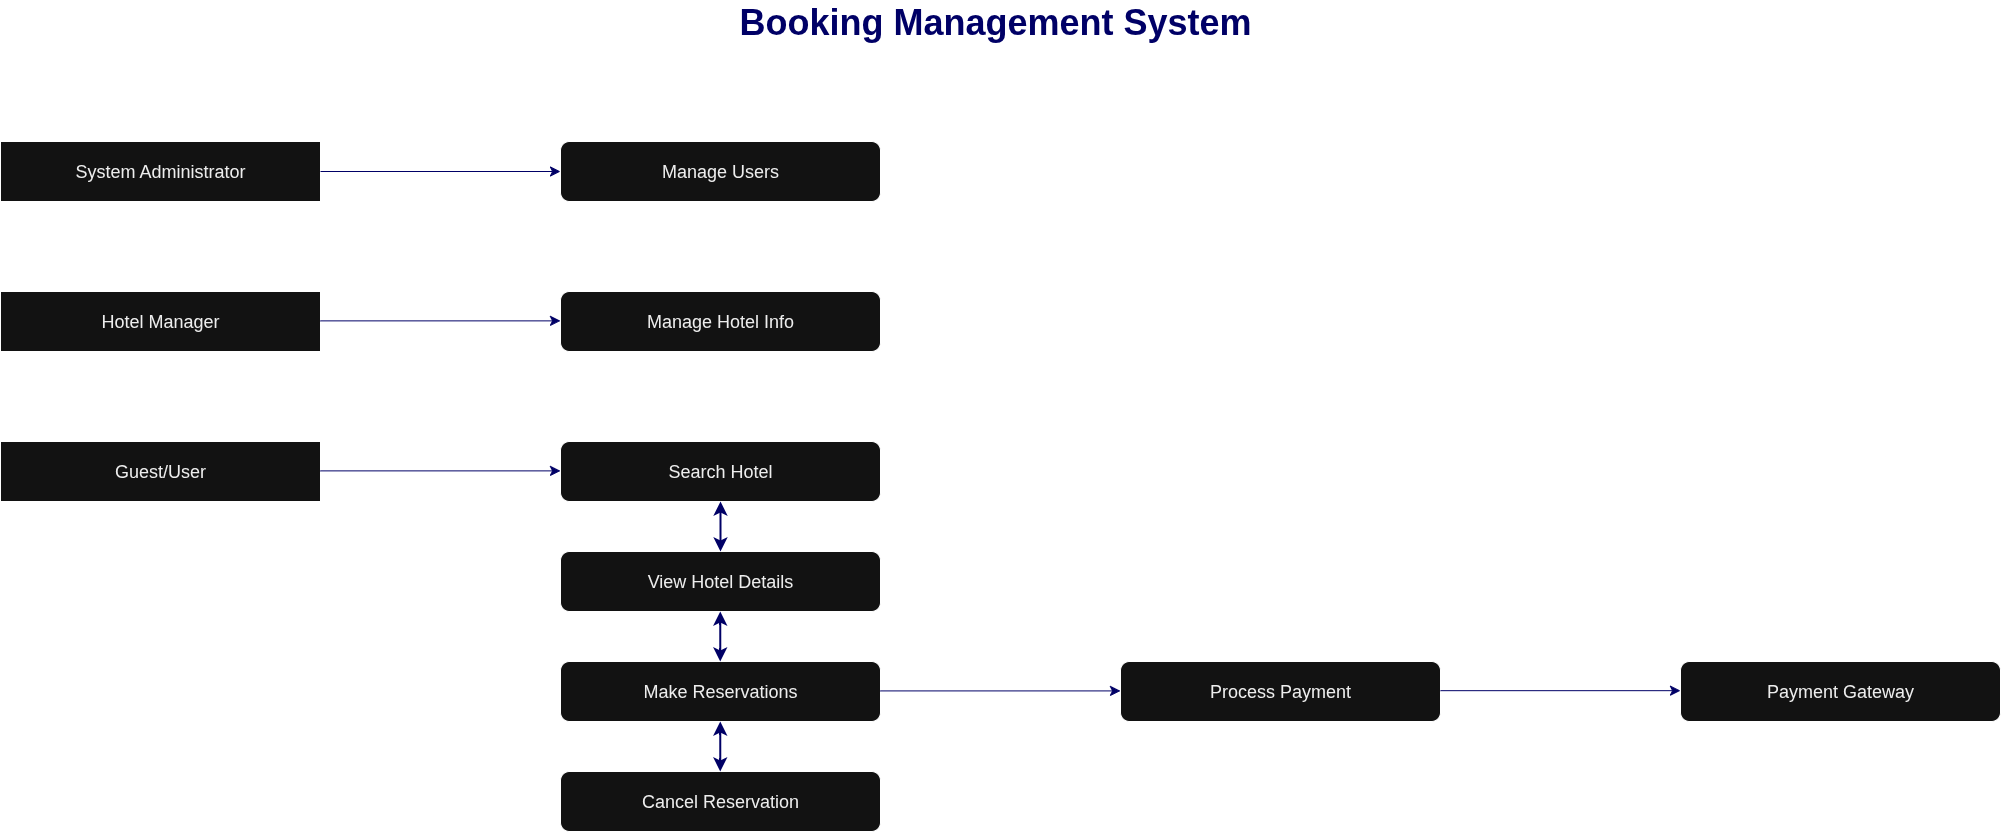 Booking Management System
System Administrator
Manage Users
Hotel Manager
Manage Hotel Info
Guest/User
Search Hotel
View Hotel Details
Make Reservations
Process Payment
Payment Gateway
Cancel Reservation